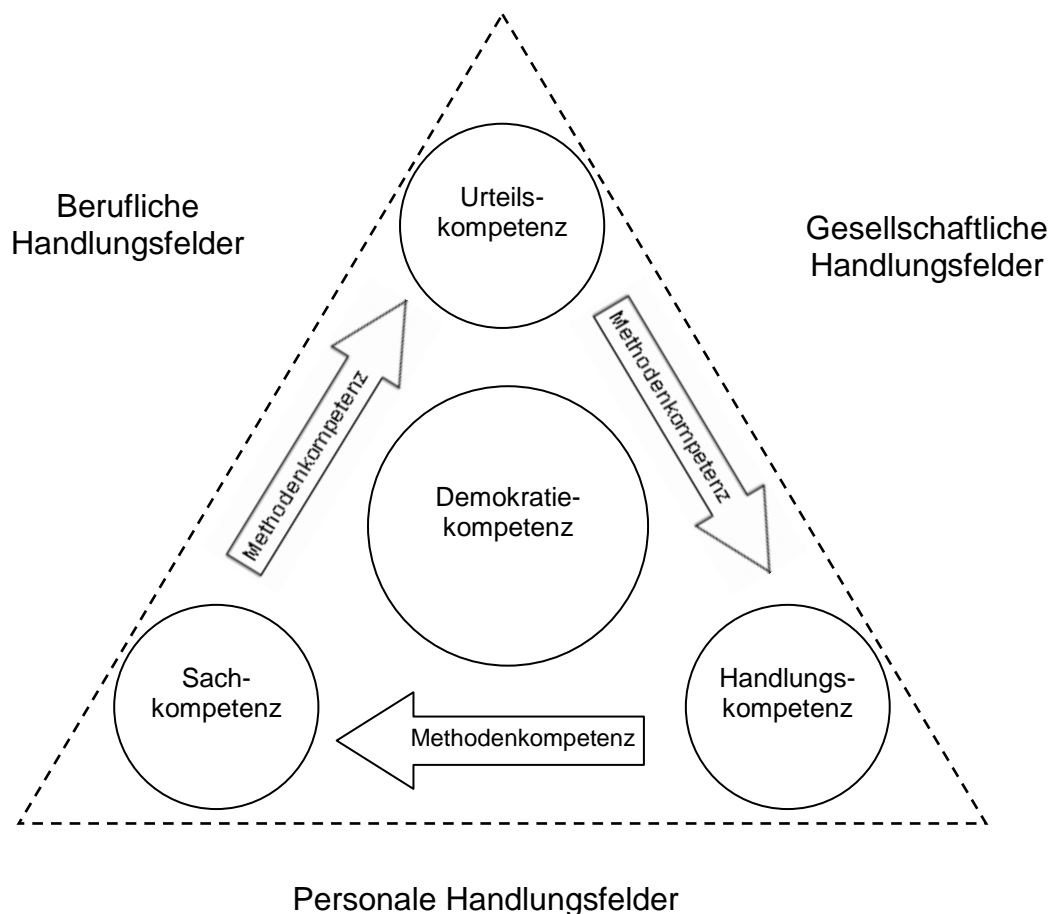 Urteils-
kompetenz
Berufliche
Handlungsfelder
Gesellschaftliche
Handlungsfelder
Methodenkompetenz
Methodenkompetenz
Demokratie-
kompetenz
Sach-
kompetenz
Handlungs-
kompetenz
Methodenkompetenz
Personale Handlungsfelder